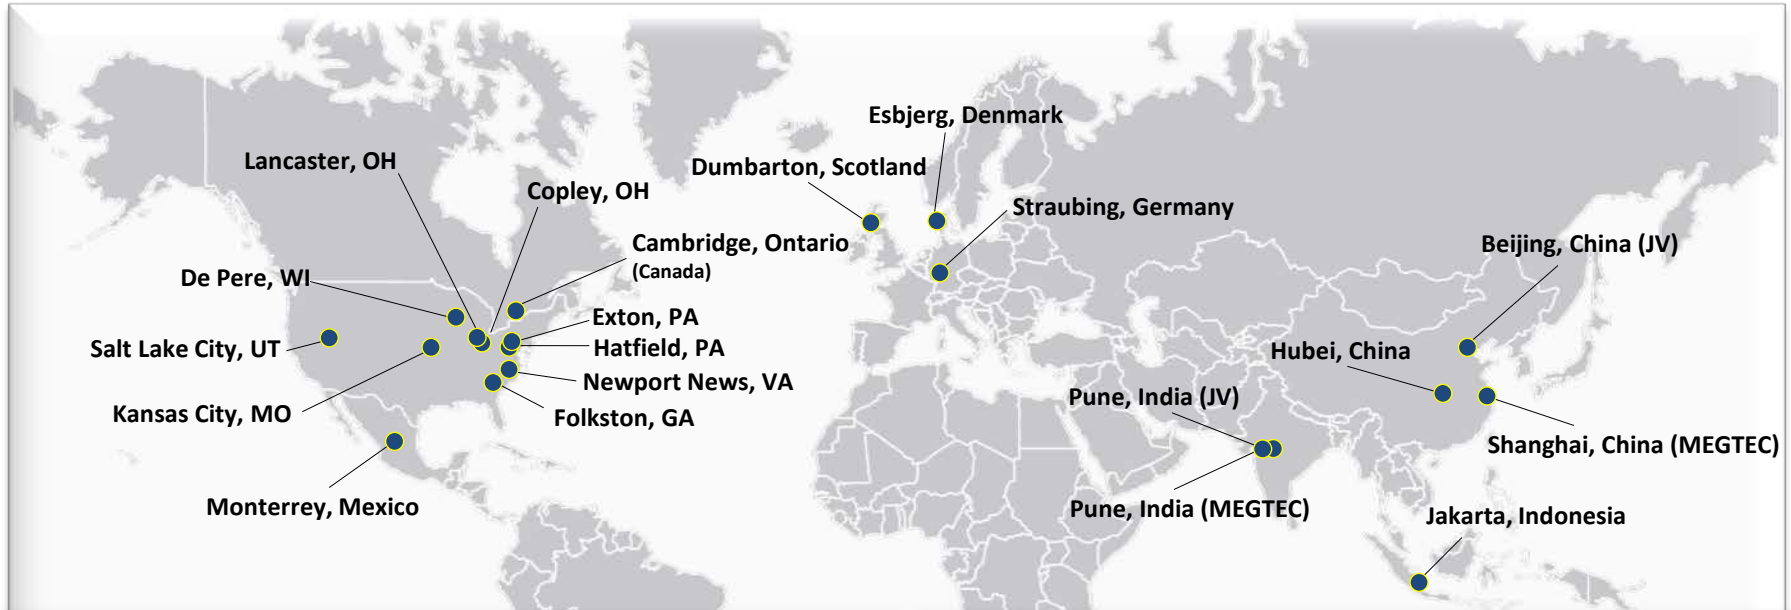 Esbjerg, Denmark
Lancaster, OH
Dumbarton, Scotland
Copley, OH
Straubing, Germany
Cambridge, Ontario
(Canada)
Beijing, China (JV)
De Pere, WI
Exton, PA
Salt Lake City, UT
Hatfield, PA
Hubei, China
Newport News, VA
Pune, India (JV)
Kansas City, MO
Folkston, GA
Shanghai, China (MEGTEC)
Monterrey, Mexico
Pune, India (MEGTEC)
Jakarta, Indonesia